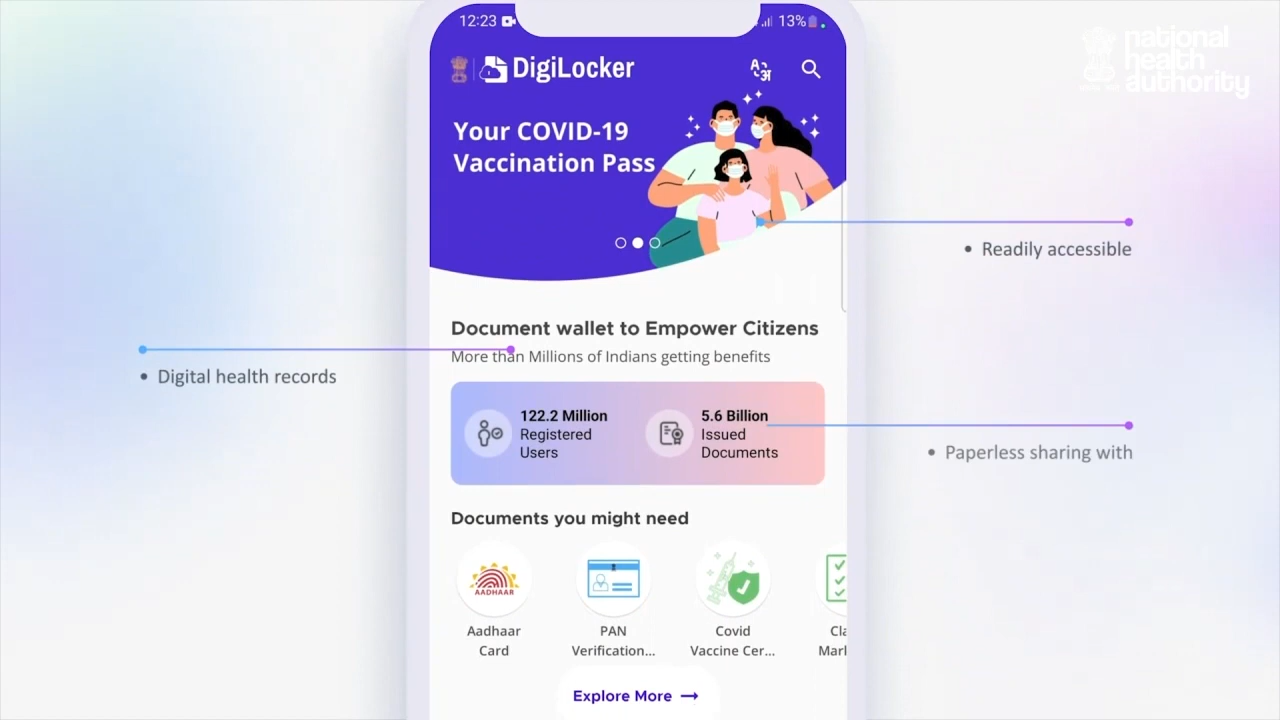 12:23
13%
national
health
authority
DigiLocker
Your COVID-19
Vaccination Pass
• Readily accessible
Document wallet to Empower Citizens
More than Millions of Indians getting benefits
• Digital health records
122.2 Million
Registered
Users
5.6 Billion
Issued
Documents
• Paperless sharing with
Documents you might need
AADHAAR
Aadhaar
Card
PAN
Verification...
Covid
Vaccine Cer...
Cla
Mark
Explore More